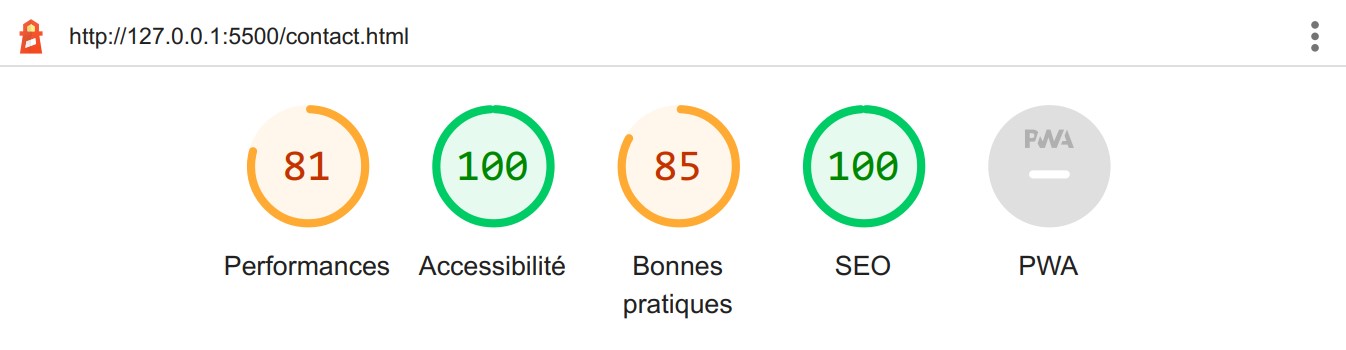 http://127.0.0.1:5500/contact.html
81 100 85 100 PWA
Performances Accessibilité Bonnes pratiques SEO PWA